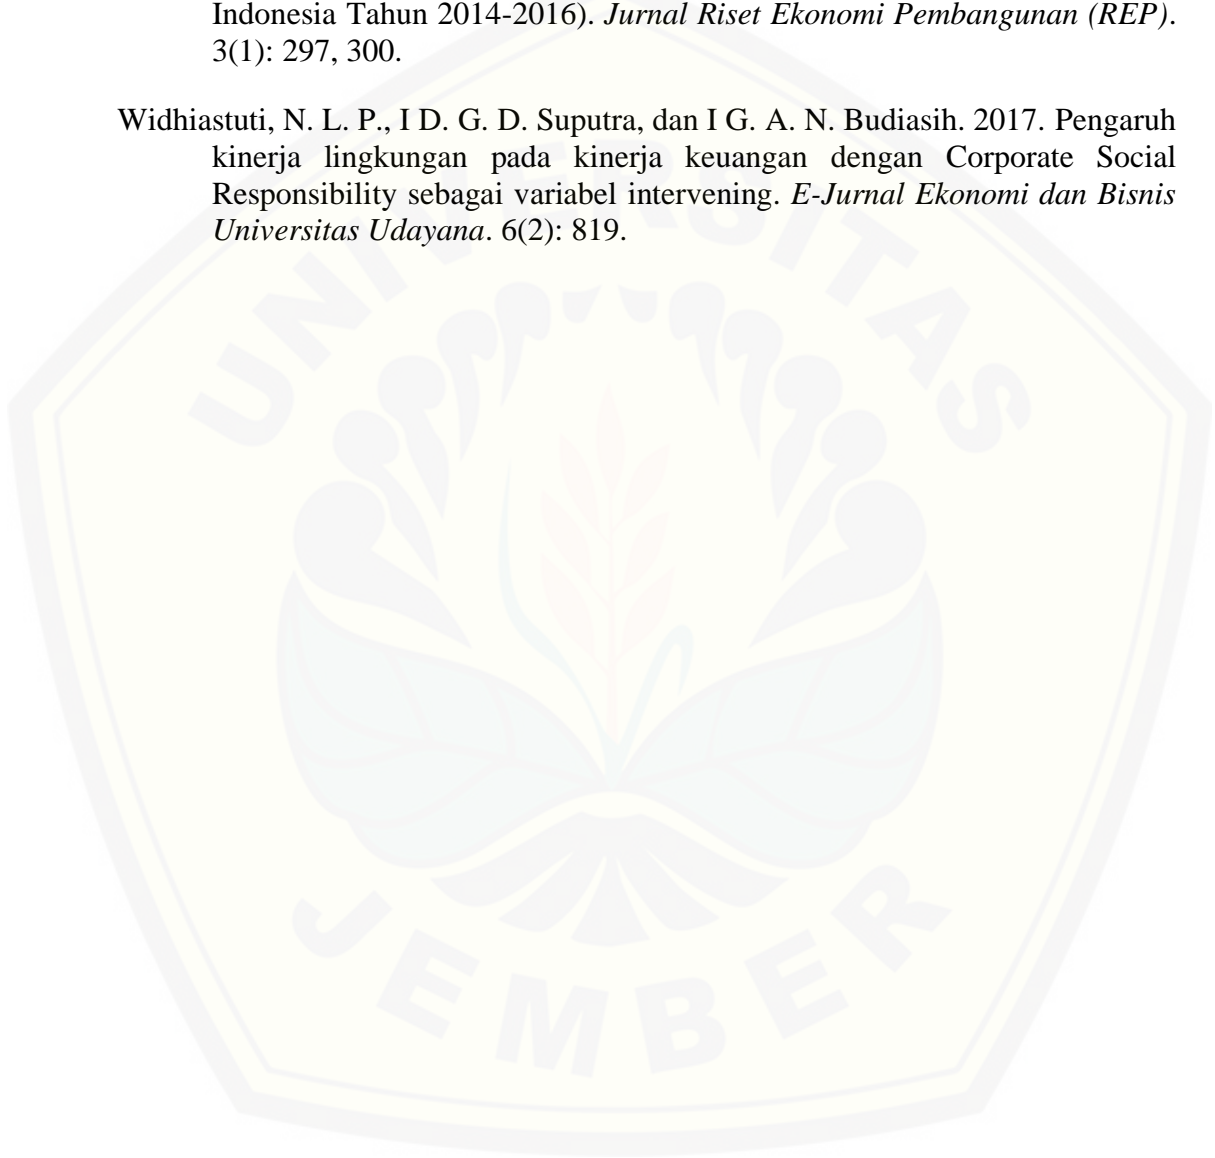 Indonesia Tahun 2014-2016). Jurnal Riset Ekonomi Pembangunan (REP).
3(1): 297, 300.
Widhiastuti, N. L. P., I D. G. D. Suputra, dan I G. A. N. Budiasih. 2017. Pengaruh
kinerja lingkungan pada kinerja keuangan dengan Corporate Social
Responsibility sebagai variabel intervening. E-Jurnal Ekonomi dan Bisnis
Universitas Udayana. 6(2): 819.
UNIVERSITAS
JEMBER